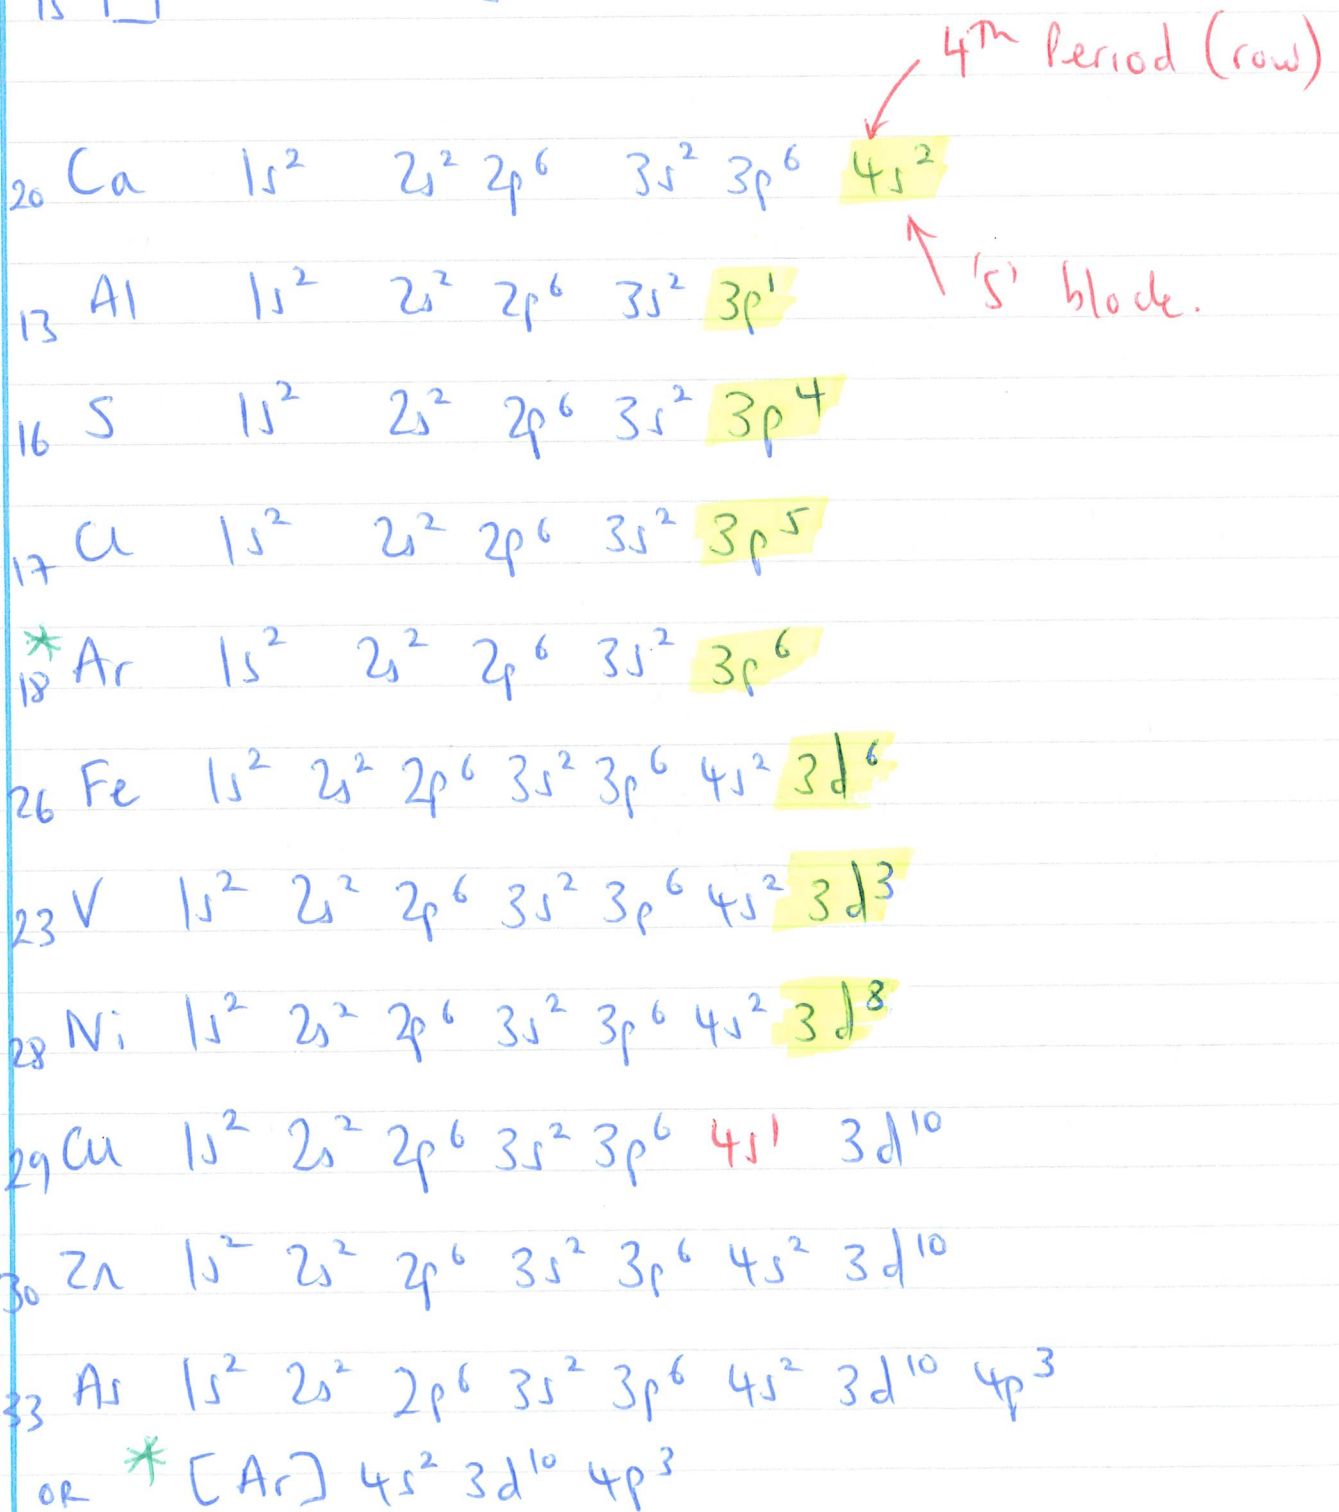 1s
4th Period (row)
20 Ca 1s² 2s² 2p⁶ 3s² 3p⁶ 4s²
's' block.
13 Al 1s² 2s² 2p⁶ 3s² 3p¹
16 S 1s² 2s² 2p⁶ 3s² 3p⁴
17 Cl 1s² 2s² 2p⁶ 3s² 3p⁵
* 18 Ar 1s² 2s² 2p⁶ 3s² 3p⁶
26 Fe 1s² 2s² 2p⁶ 3s² 3p⁶ 4s² 3d⁶
23 V 1s² 2s² 2p⁶ 3s² 3p⁶ 4s² 3d³
28 Ni 1s² 2s² 2p⁶ 3s² 3p⁶ 4s² 3d⁸
29 Cu 1s² 2s² 2p⁶ 3s² 3p⁶ 4s¹ 3d¹⁰
30 Zn 1s² 2s² 2p⁶ 3s² 3p⁶ 4s² 3d¹⁰
33 As 1s² 2s² 2p⁶ 3s² 3p⁶ 4s² 3d¹⁰ 4p³
OR * [Ar] 4s² 3d¹⁰ 4p³